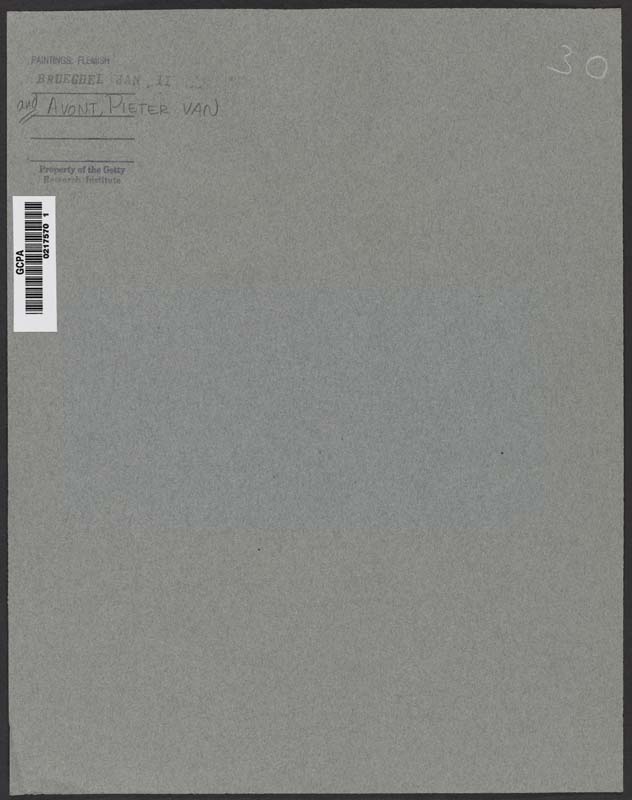 PAINTINGS, FLEMISH
BRUEGHEL JAN, II
and AVONT, PIETER VAN
Property of the Getty
Research Institute
30
GCPA
0217570 1